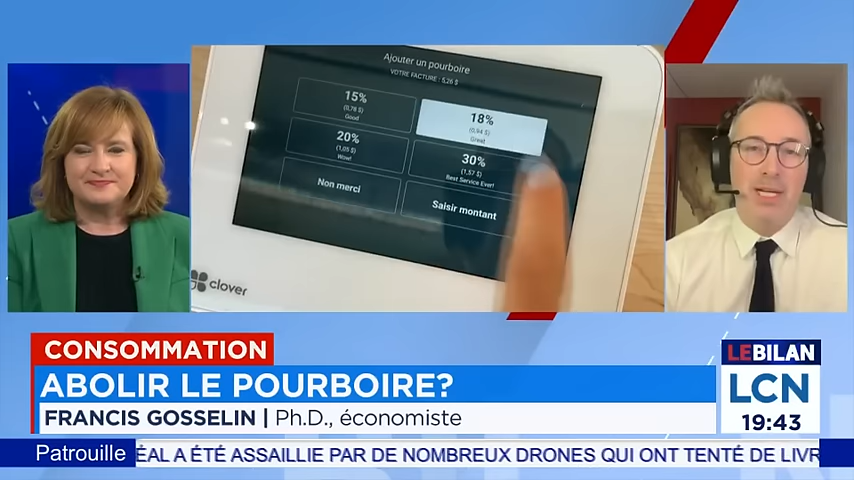 Ajouter un pourboire
VOTRE FACTURE : 5,26 $
15%
(0,78 $)
Good
18%
(0,94 $)
Great
20%
(1,05 $)
Wow!
30%
(1,57 $)
Best Service Ever!
Non merci
Saisir montant
clover
CONSOMMATION
ABOLIR LE POURBOIRE?
FRANCIS GOSSELIN | Ph.D., économiste
LEBILAN
LCN
19:43
Patrouille ÉAL A ÉTÉ ASSAILLIE PAR DE NOMBREUX DRONES QUI ONT TENTÉ DE LIVR